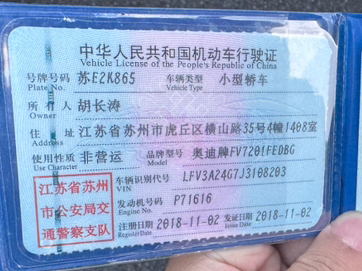 中华人民共和国机动车行驶证
Vehicle License of the People's Republic of China
号牌号码 苏E2K865 车辆类型 小型轿车
Plate No. Vehicle Type
所有人 胡长涛
Owner
住址 江苏省苏州市虎丘区横山路35号4幢1408室
Address
使用性质 非营运 品牌型号 奥迪牌FV7201FEDBG
Use Character Model
江苏省苏州市公安局交通警察支队
车辆识别代号 LFV3A24G7J3108203
VIN
发动机号码 P71616
Engine No.
注册日期 2018-11-02 发证日期 2018-11-02
Register Date Issue Date